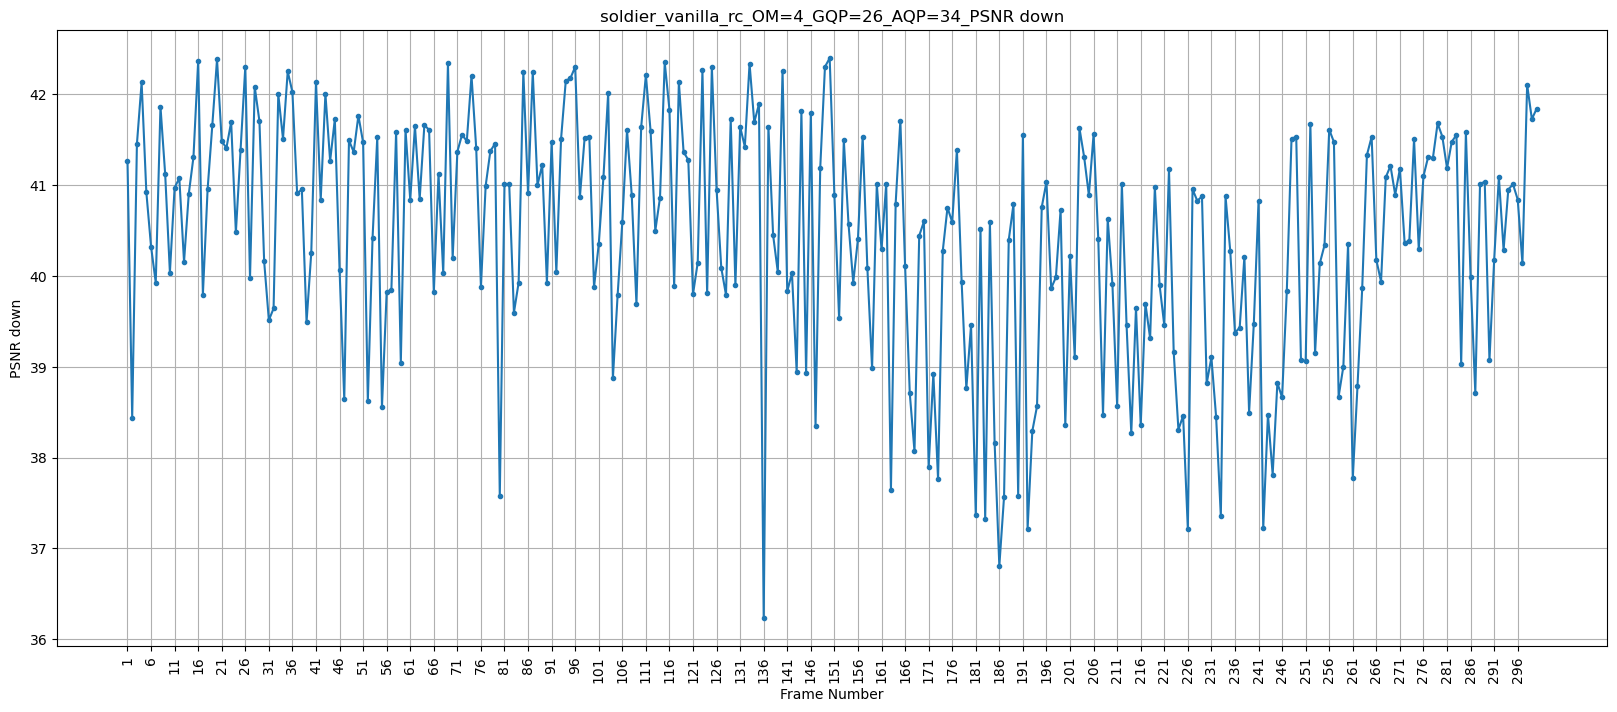 soldier_vanilla_rc_OM=4_GQP=26_AQP=34_PSNR down
PSNR down
42
41
40
39
38
37
36
1 6 11 16 21 26 31 36 41 46 51 56 61 66 71 76 81 86 91 96 101 106 111 116 121 126 131 136 141 146 151 156 161 166 171 176 181 186 191 196 201 206 211 216 221 226 231 236 241 246 251 256 261 266 271 276 281 286 291 296
Frame Number